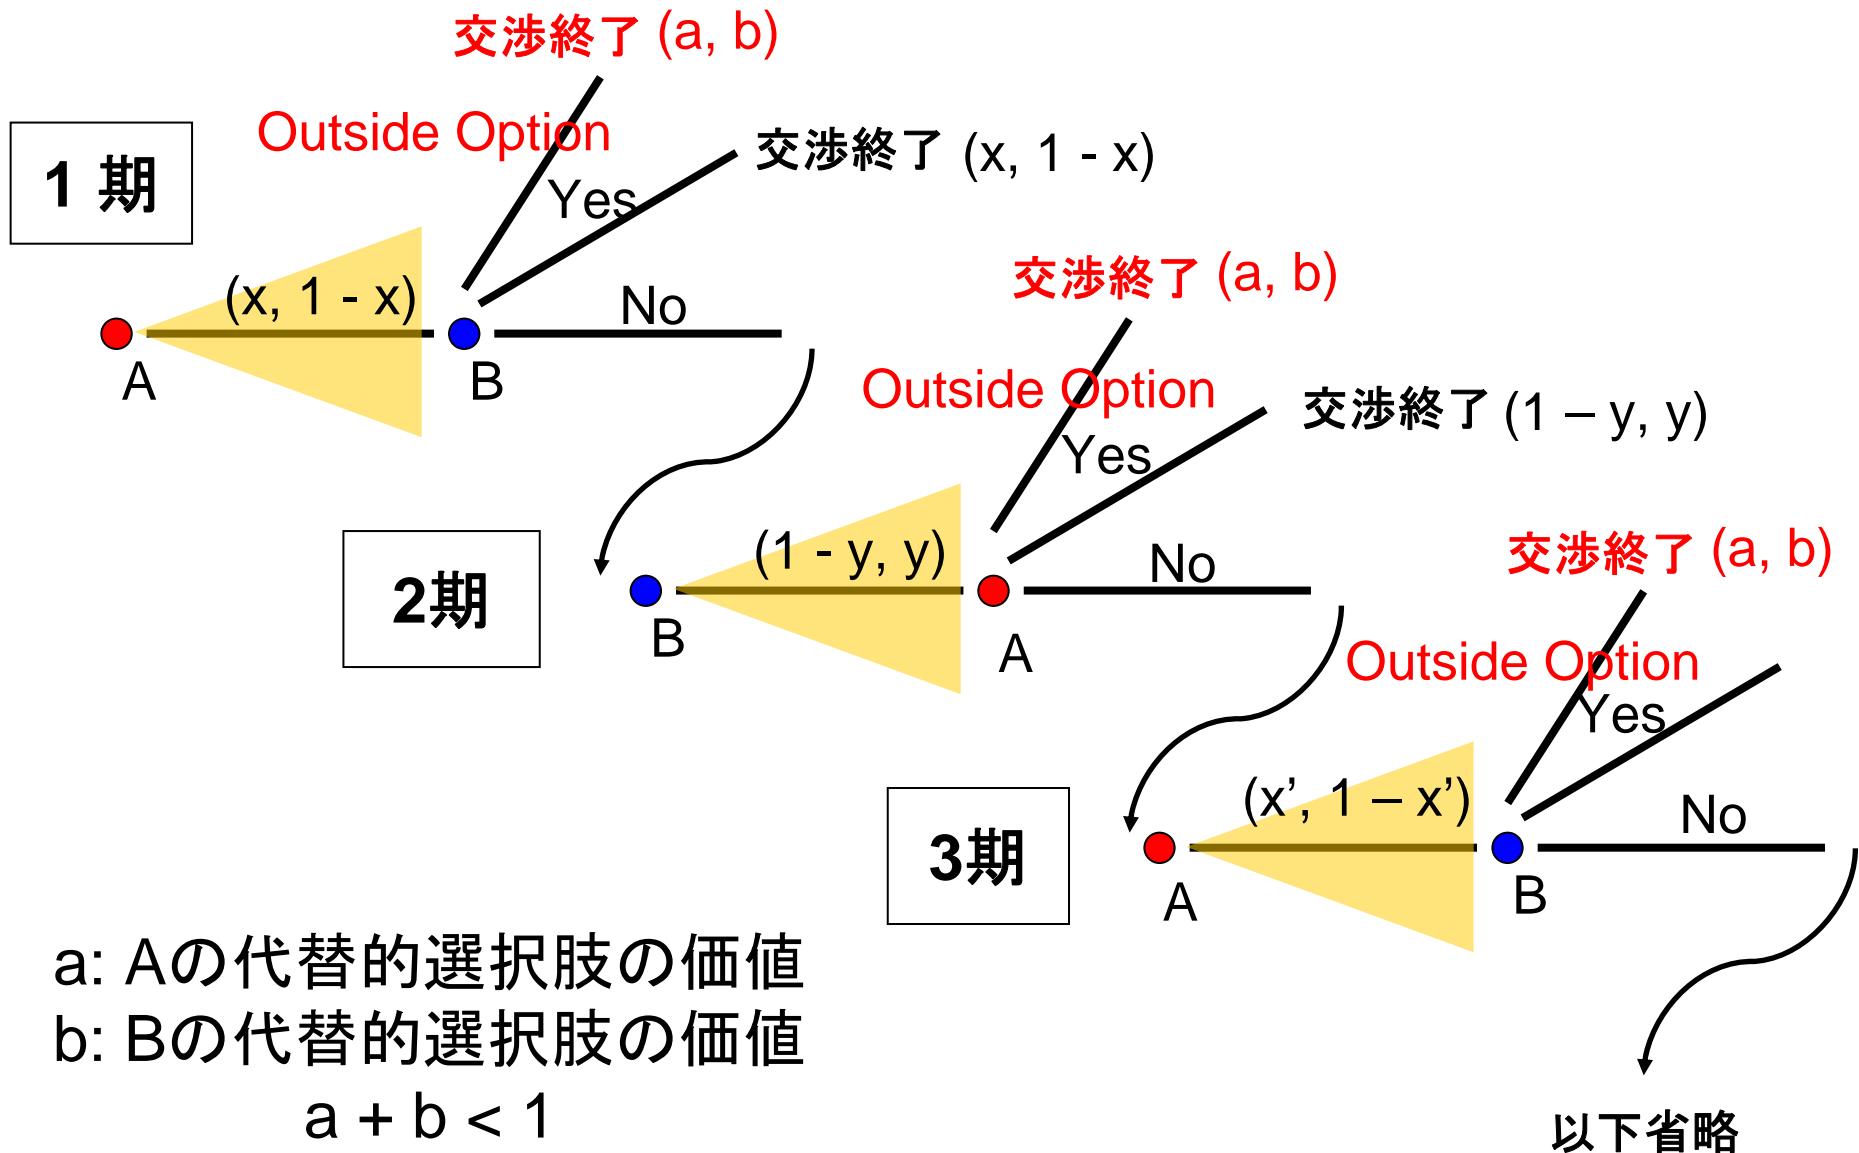 交渉終了 (a, b)
Outside Option
交渉終了 (x, 1 - x)
1 期
Yes
(x, 1 - x)
No
A
B
交渉終了 (a, b)
Outside Option
交渉終了 (1 – y, y)
Yes
2期
(1 - y, y)
No
B
A
交渉終了 (a, b)
Outside Option
Yes
3期
(x’, 1 – x’)
No
A
B
a: Aの代替的選択肢の価値
b: Bの代替的選択肢の価値
a + b < 1
以下省略